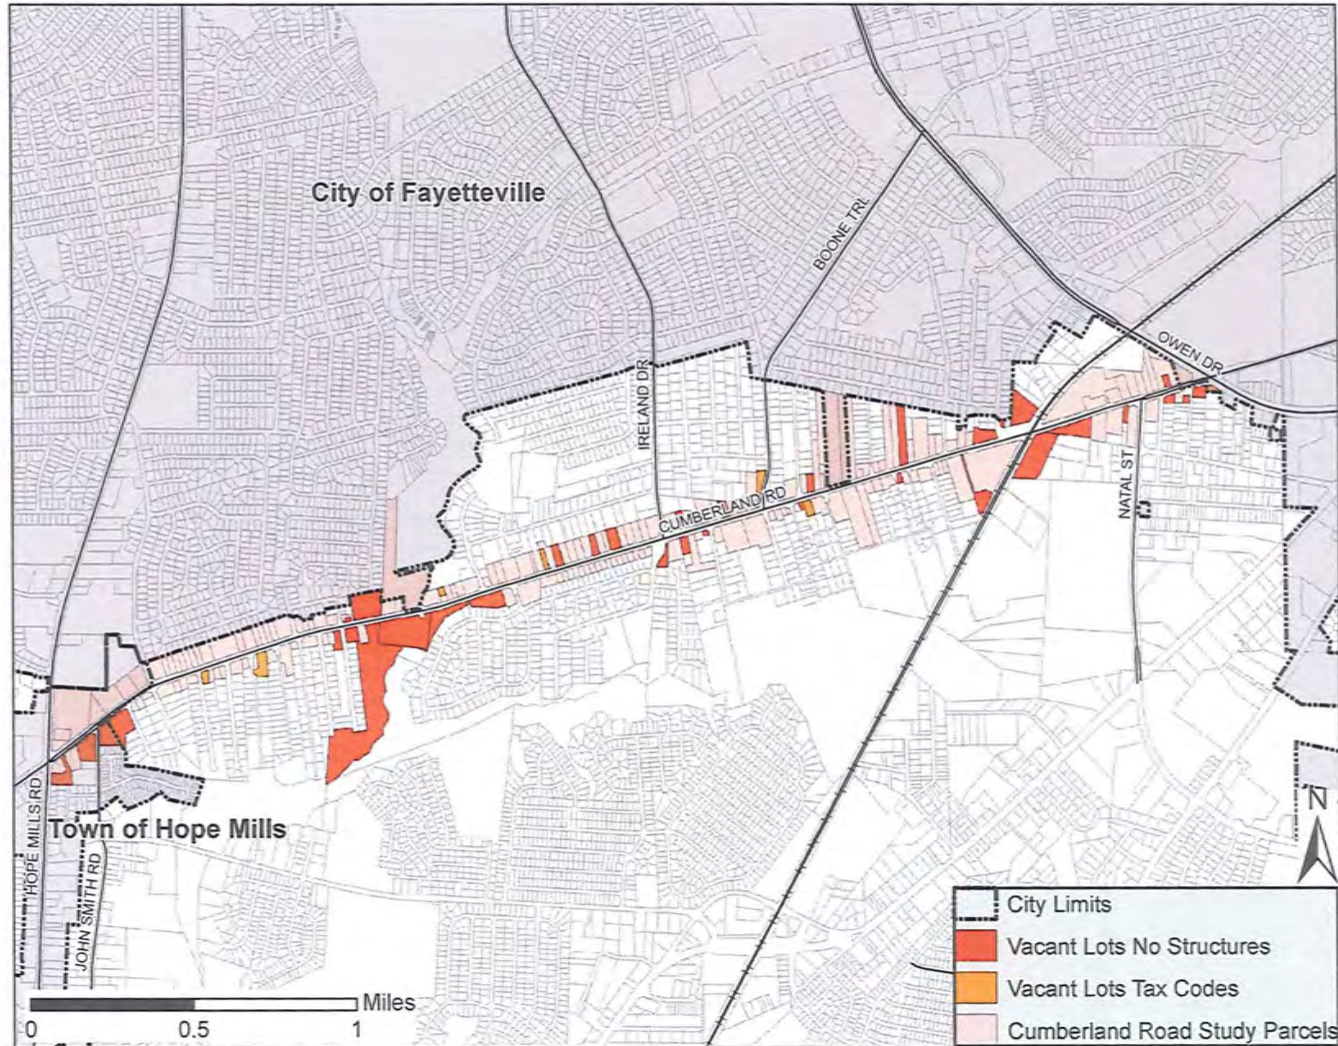 City of Fayetteville
BOONE TRL
IRELAND DR
OWEN DR
CUMBERLAND RD
NATAL ST
HOPE MILLS RD
Town of Hope Mills
JOHN SMITH RD
N
City Limits
Vacant Lots No Structures
Vacant Lots Tax Codes
Cumberland Road Study Parcels
Miles
0 0.5 1